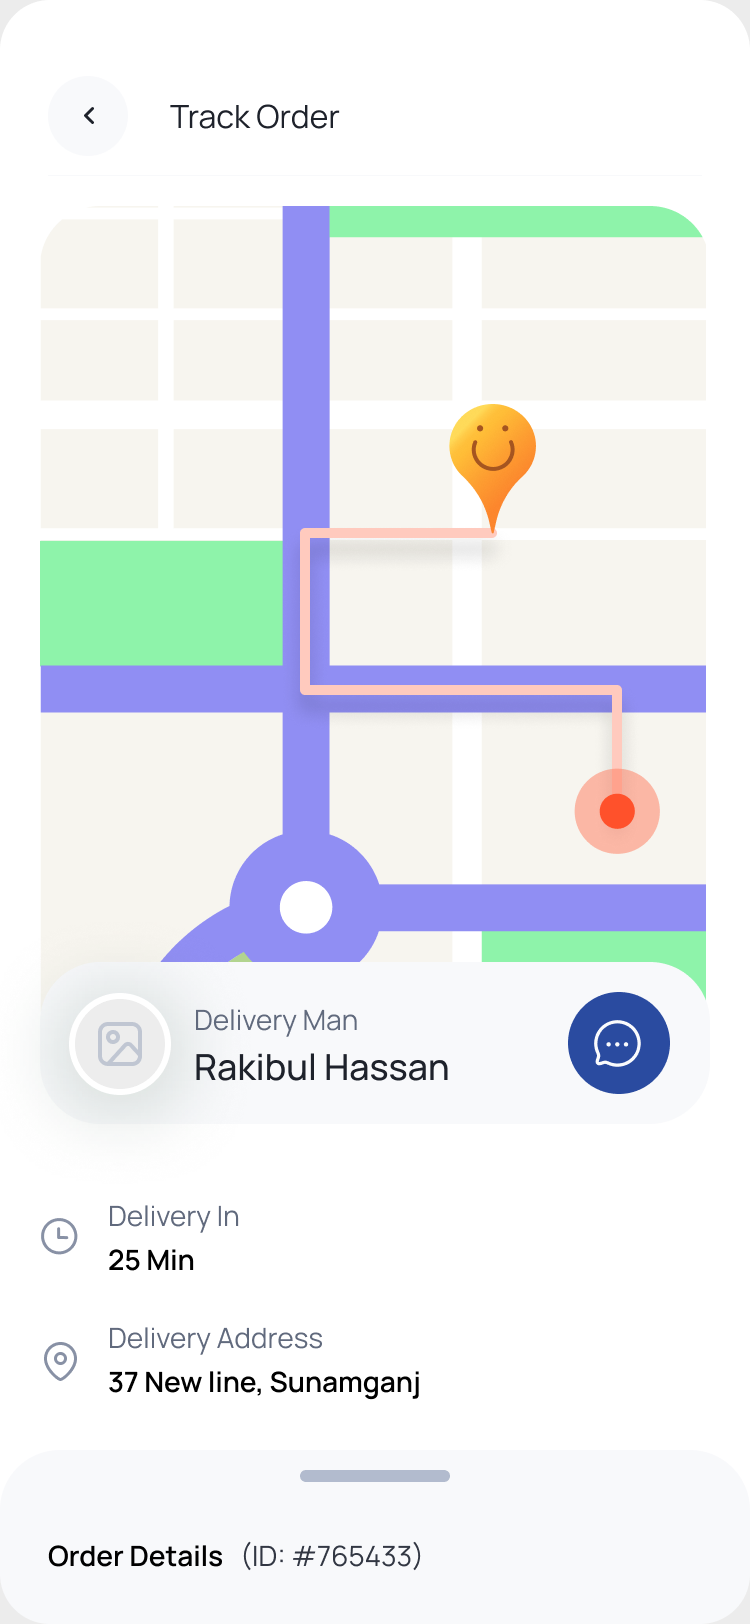 Track Order
Delivery Man
Rakibul Hassan
Delivery In
25 Min
Delivery Address
37 New line, Sunamganj
Order Details (ID: #765433)